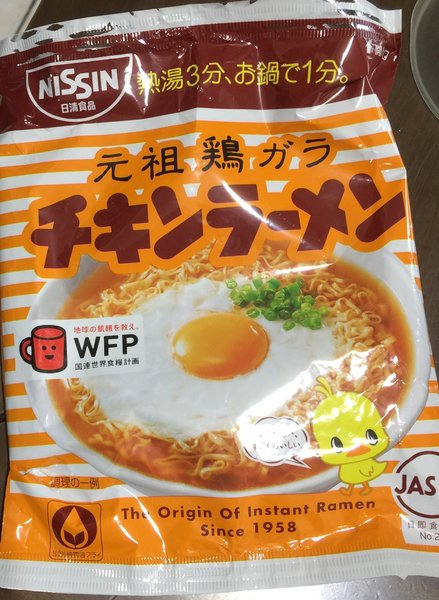 NISSIN
日清食品
熱湯3分、お鍋で1分。
元祖鶏ガラ
チキンラーメン
地球の飢餓を救え。
WFP
国連世界食糧計画
調理の一例
The Origin Of Instant Ramen
Since 1958
JAS
即席